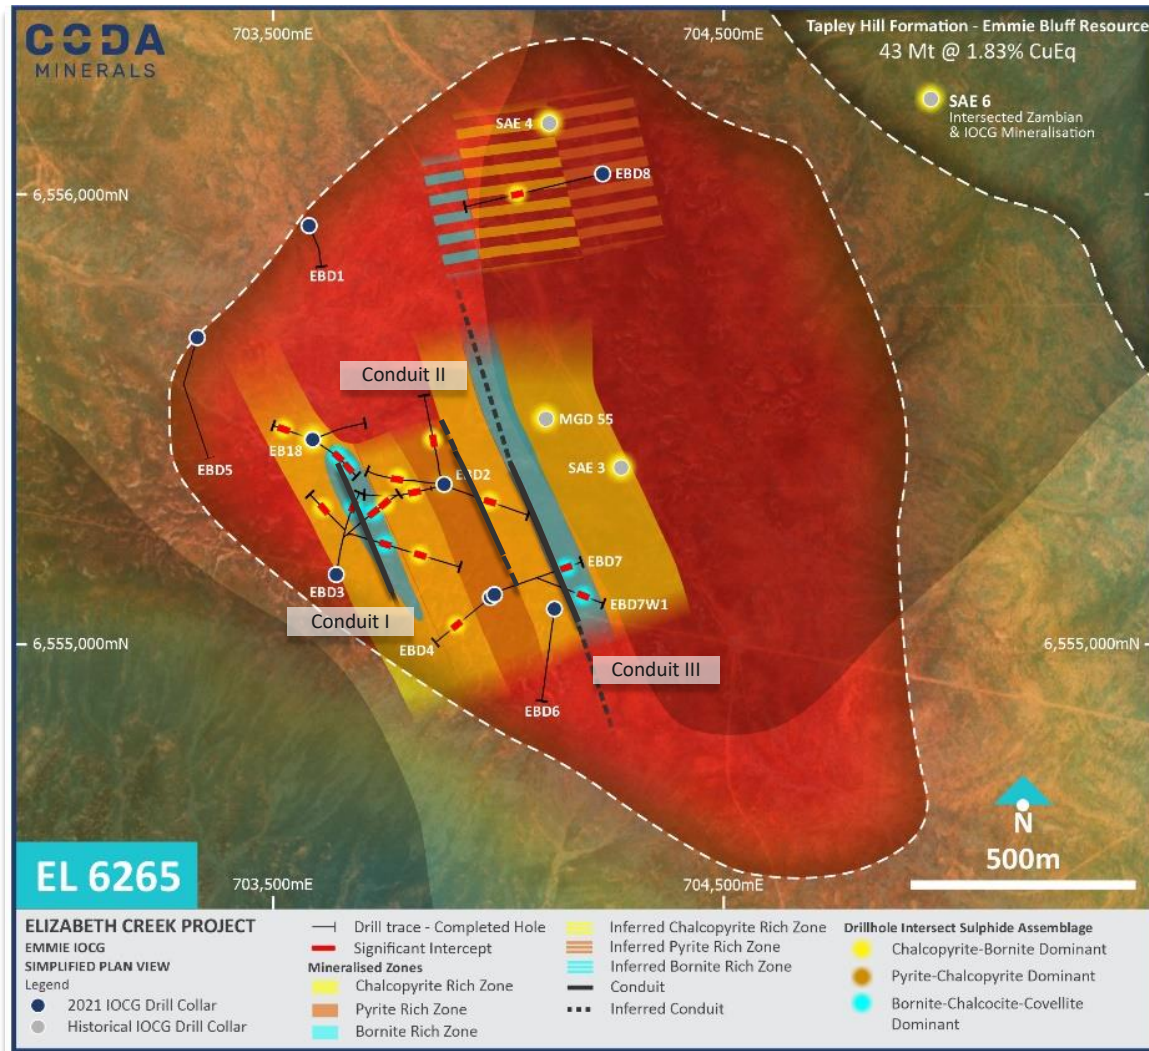 CODA
MINERALS
703,500mE
704,500mE
Tapley Hill Formation - Emmie Bluff Resource
43 Mt @ 1.83% CuEq
SAE 6
Intersected Zambian
& IOCG Mineralisation
SAE 4
EBD8
6,556,000mN
EBD1
Conduit II
MGD 55
EB18
EBD5
EBD2
SAE 3
EBD3
EBD7
EBD7W1
Conduit I
6,555,000mN
EBD4
Conduit III
EBD6
N
500m
EL 6265
703,500mE
704,500mE
ELIZABETH CREEK PROJECT
EMMIE IOCG
SIMPLIFIED PLAN VIEW
Legend
2021 IOCG Drill Collar
Historical IOCG Drill Collar
Drill trace - Completed Hole
Significant Intercept
Mineralised Zones
Chalcopyrite Rich Zone
Pyrite Rich Zone
Bornite Rich Zone
Inferred Chalcopyrite Rich Zone
Inferred Pyrite Rich Zone
Inferred Bornite Rich Zone
Conduit
Inferred Conduit
Drillhole Intersect Sulphide Assemblage
Chalcopyrite-Bornite Dominant
Pyrite-Chalcopyrite Dominant
Bornite-Chalcocite-Covellite
Dominant